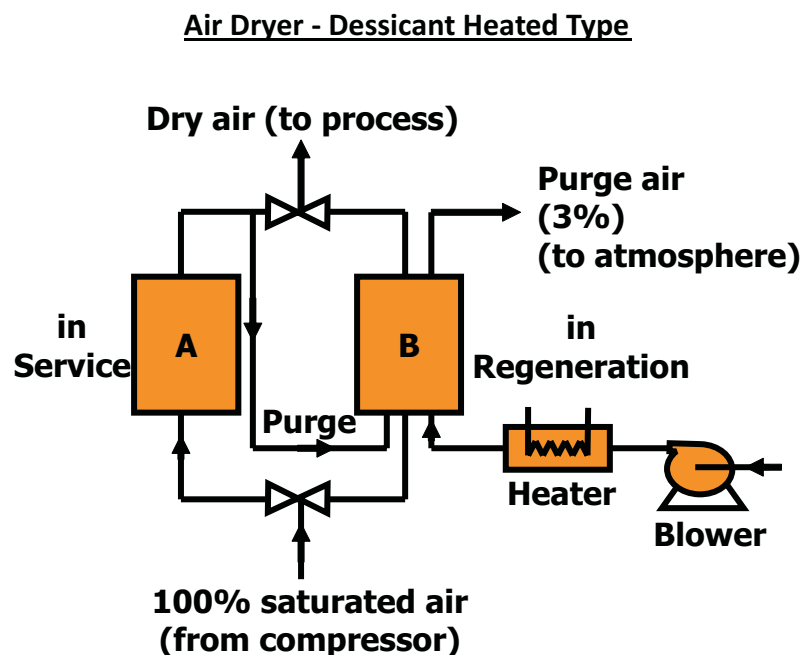 Air Dryer - Dessicant Heated Type
Dry air (to process)
Purge air
(3%)
(to atmosphere)
in
Service
A
B
in
Regeneration
Purge
Heater
Blower
100% saturated air
(from compressor)